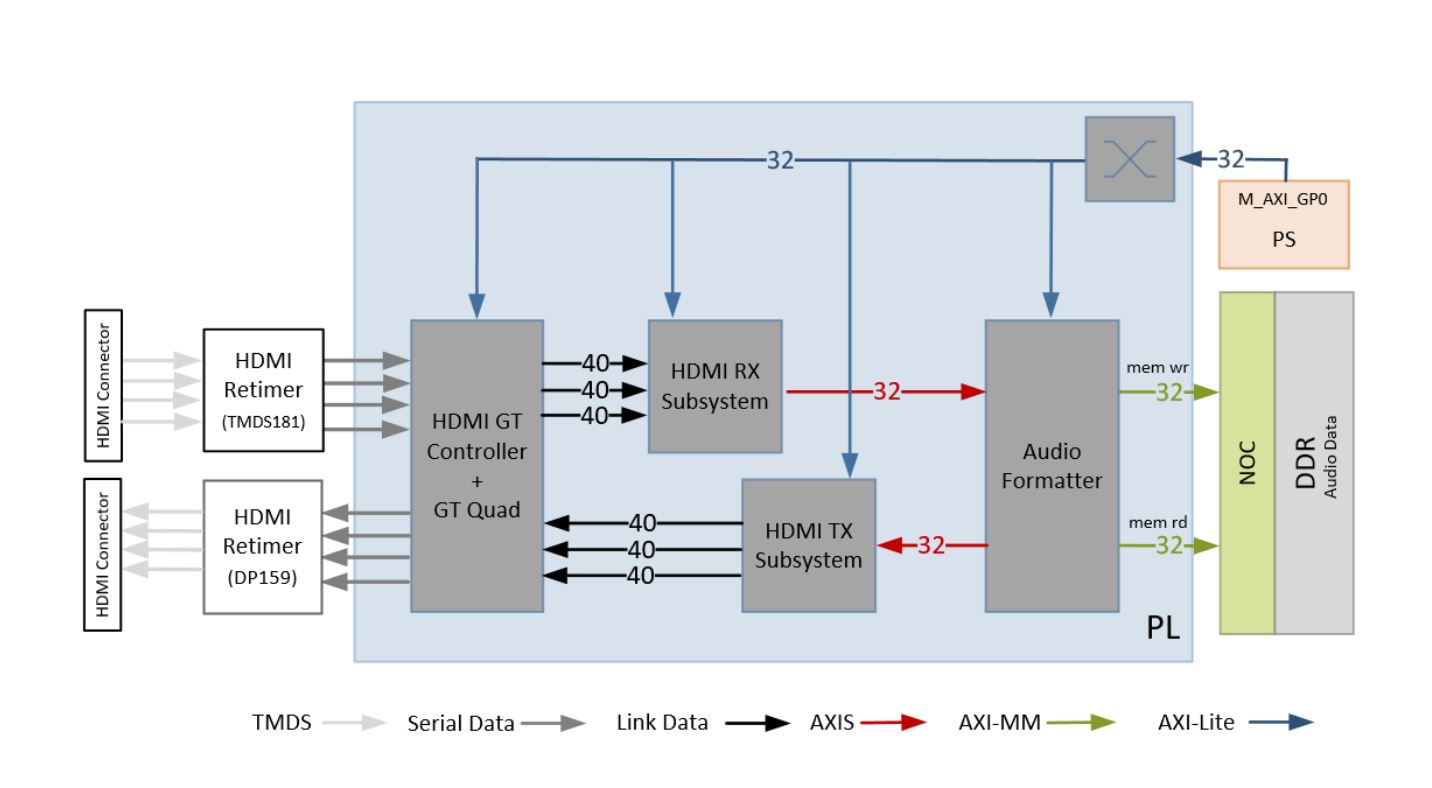 32
32
M_AXI_GP0
PS
HDMI Connector
HDMI
Retimer
(TMDS181)
HDMI GT
Controller
+
GT Quad
40
40
40
HDMI RX
Subsystem
32
Audio
Formatter
mem wr
32
NOC
DDR
Audio Data
HDMI Connector
HDMI
Retimer
(DP159)
40
40
40
HDMI TX
Subsystem
32
mem rd
32
PL
TMDS
Serial Data
Link Data
AXIS
AXI-MM
AXI-Lite